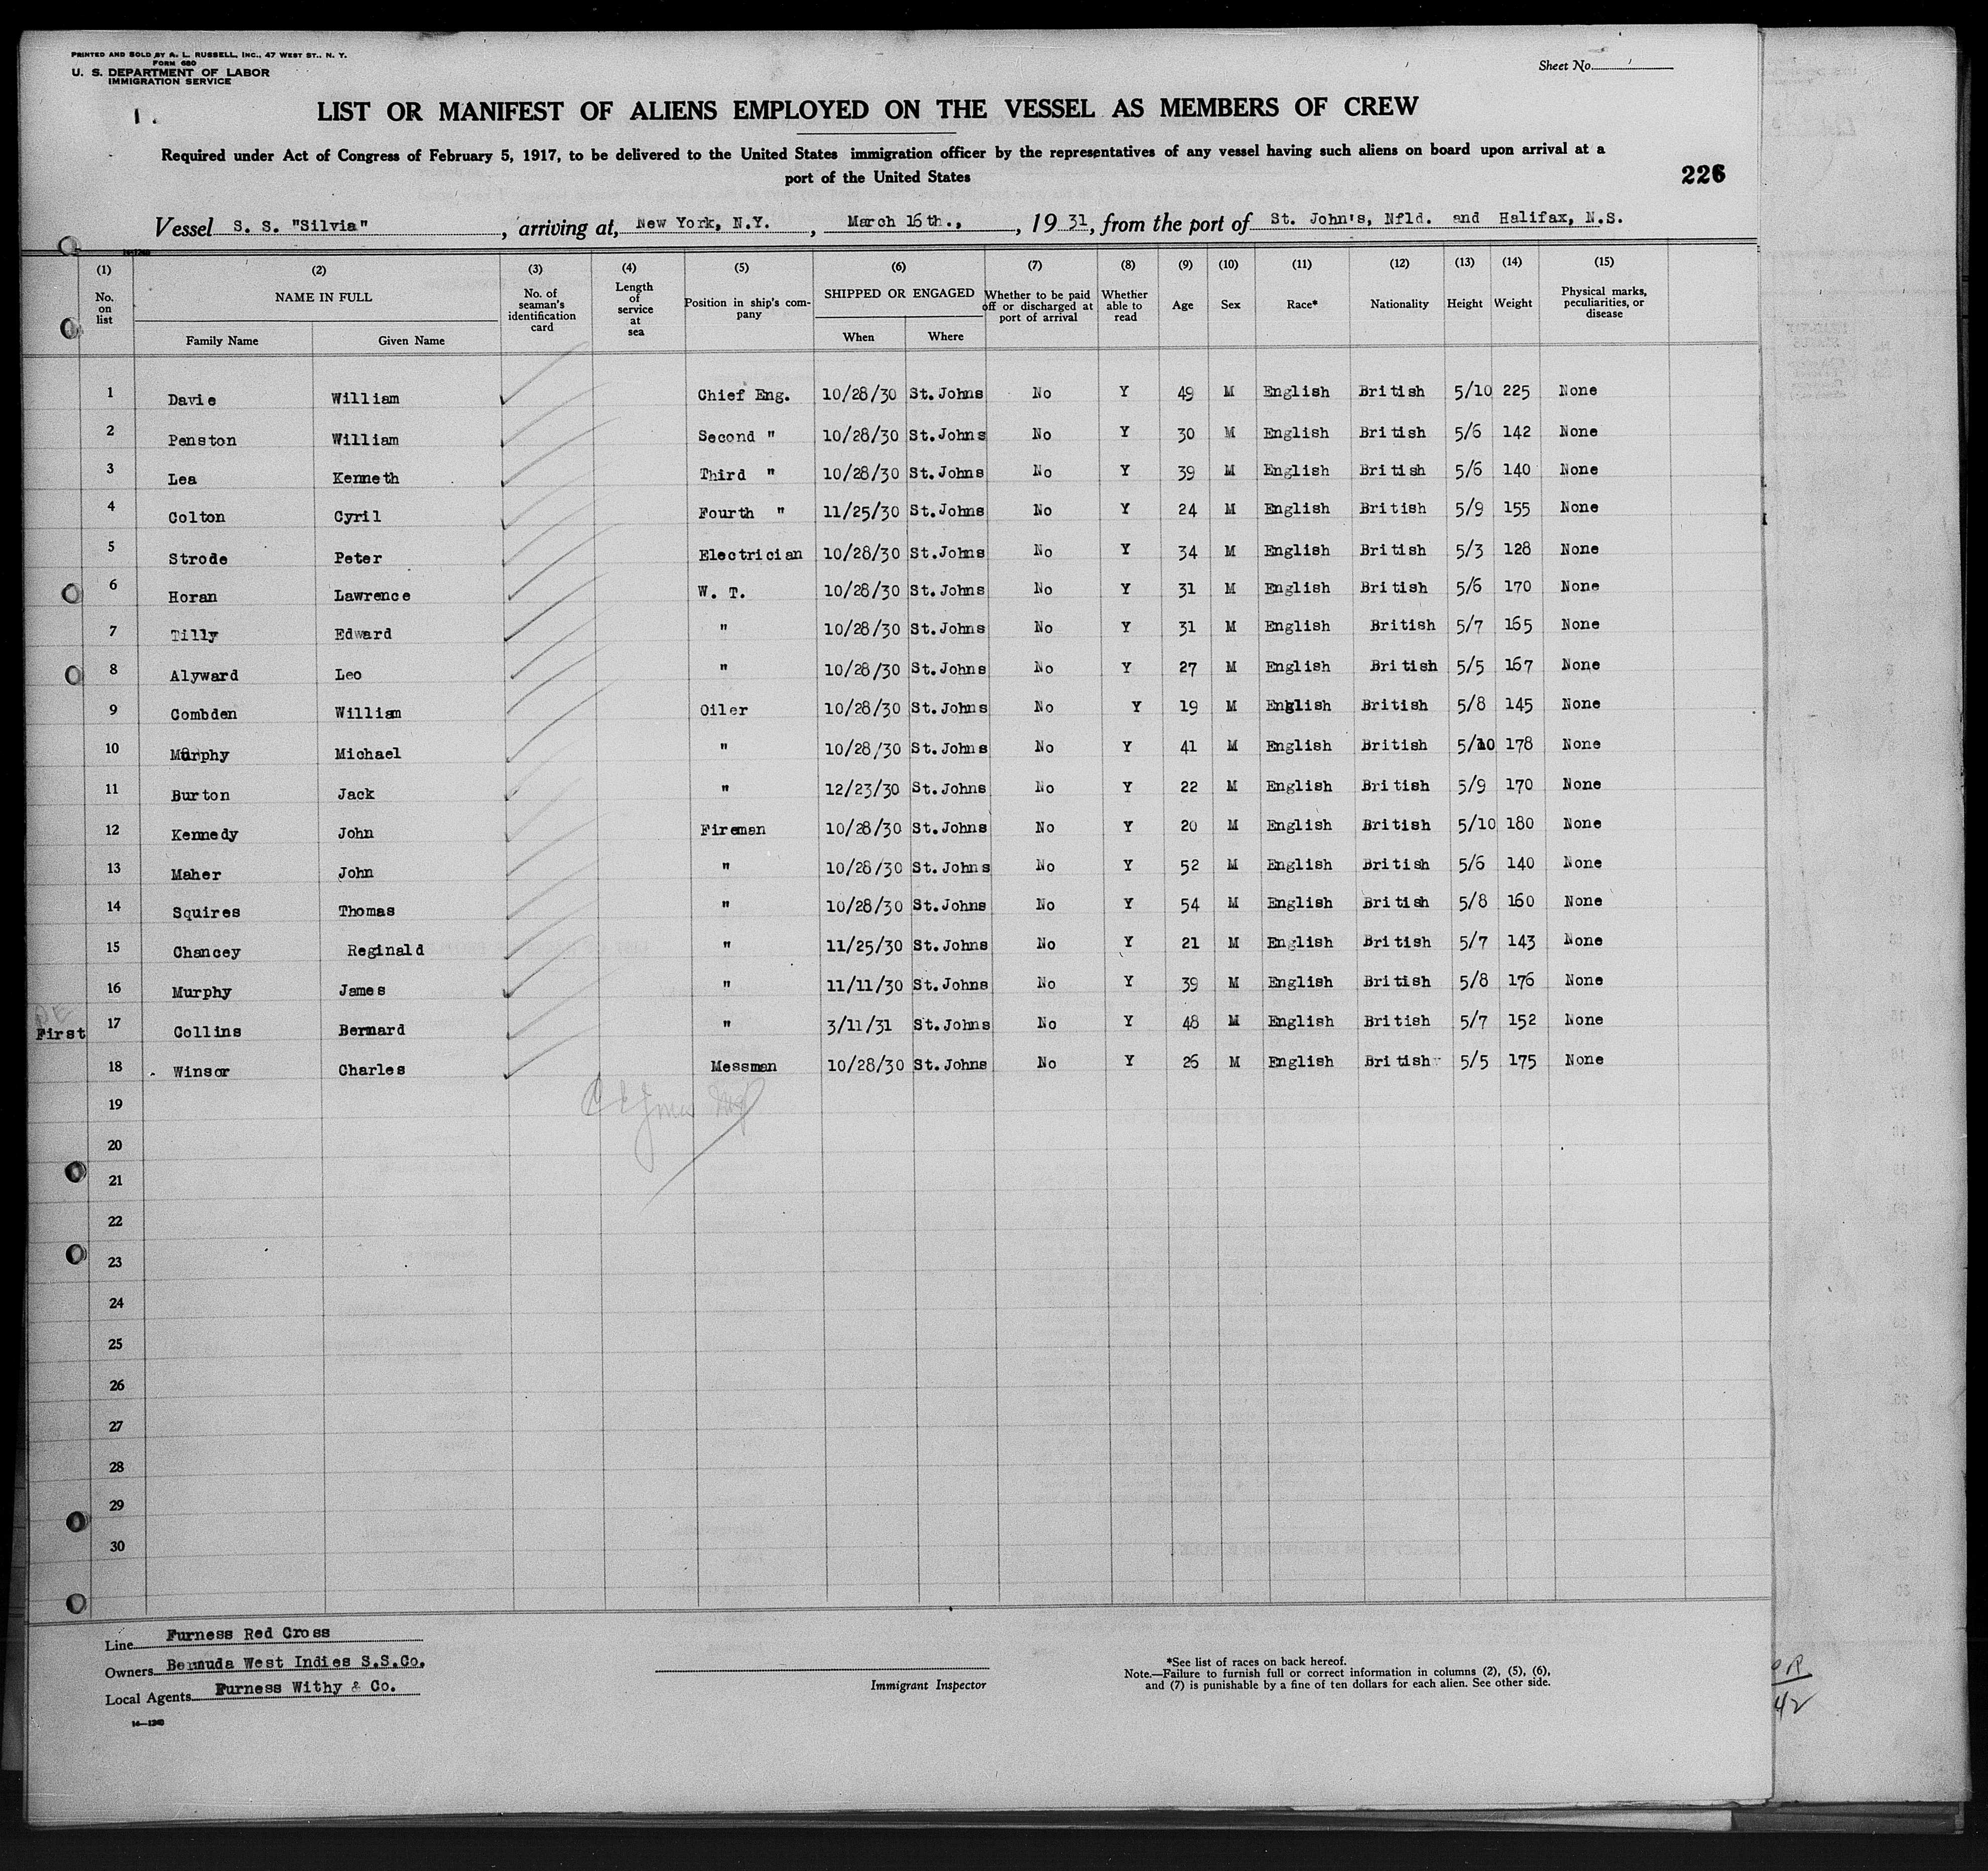 PRINTED AND SOLD BY A. L. RUSSELL, INC., 47 WEST ST., N. Y.
FORM 680
U. S. DEPARTMENT OF LABOR
IMMIGRATION SERVICE
Sheet No.
1.
LIST OR MANIFEST OF ALIENS EMPLOYED ON THE VESSEL AS MEMBERS OF CREW
Required under Act of Congress of February 5, 1917, to be delivered to the United States immigration officer by the representatives of any vessel having such aliens on board upon arrival at a
port of the United States
226
Vessel S. S. "Silvia", arriving at, New York, N.Y., March 16th., , 19 31, from the port of St. John's, Nfld. and Halifax, N.S.
(1) (2) (3) (4) (5) (6) (7) (8) (9) (10) (11) (12) (13) (14) (15)
No. on list NAME IN FULL Family Name Given Name No. of seaman's identification card Length of service at sea Position in ship's company SHIPPED OR ENGAGED When Where Whether to be paid off or discharged at port of arrival Whether able to read Age Sex Race* Nationality Height Weight Physical marks, peculiarities, or disease
1 Davie William Chief Eng. 10/28/30 St.Johns No Y 49 M English British 5/10 225 None
2 Penston William Second " 10/28/30 St.Johns No Y 30 M English British 5/6 142 None
3 Lea Kenneth Third " 10/28/30 St.Johns No Y 39 M English British 5/6 140 None
4 Colton Cyril Fourth " 11/25/30 St.Johns No Y 24 M English British 5/9 155 None
5 Strode Peter Electrician 10/28/30 St.Johns No Y 34 M English British 5/3 128 None
6 Horan Lawrence W. T. 10/28/30 St.Johns No Y 31 M English British 5/6 170 None
7 Tilly Edward " 10/28/30 St.Johns No Y 31 M English British 5/7 165 None
8 Alyward Leo " 10/28/30 St.Johns No Y 27 M English British 5/5 167 None
9 Combden William Oiler 10/28/30 St.Johns No Y 19 M English British 5/8 145 None
10 Murphy Michael " 10/28/30 St.Johns No Y 41 M English British 5/10 178 None
11 Burton Jack " 12/23/30 St.Johns No Y 22 M English British 5/9 170 None
12 Kennedy John Fireman 10/28/30 St.Johns No Y 20 M English British 5/10 180 None
13 Maher John " 10/28/30 St.Johns No Y 52 M English British 5/6 140 None
14 Squires Thomas " 10/28/30 St.Johns No Y 54 M English British 5/8 160 None
15 Chancey Reginald " 11/25/30 St.Johns No Y 21 M English British 5/7 143 None
16 Murphy James " 11/11/30 St.Johns No Y 39 M English British 5/8 176 None
First 17 Collins Bernard " 3/11/31 St.Johns No Y 48 M English British 5/7 152 None
18 Winsor Charles Messman 10/28/30 St.Johns No Y 26 M English British 5/5 175 None
19
20
21
22
23
24
25
26
27
28
29
30
Line Furness Red Cross
Owners Bermuda West Indies S.S.Co.
Local Agents Furness Withy & Co.
14—1240
Immigrant Inspector
*See list of races on back hereof.
Note.—Failure to furnish full or correct information in columns (2), (5), (6),
and (7) is punishable by a fine of ten dollars for each alien. See other side.
42